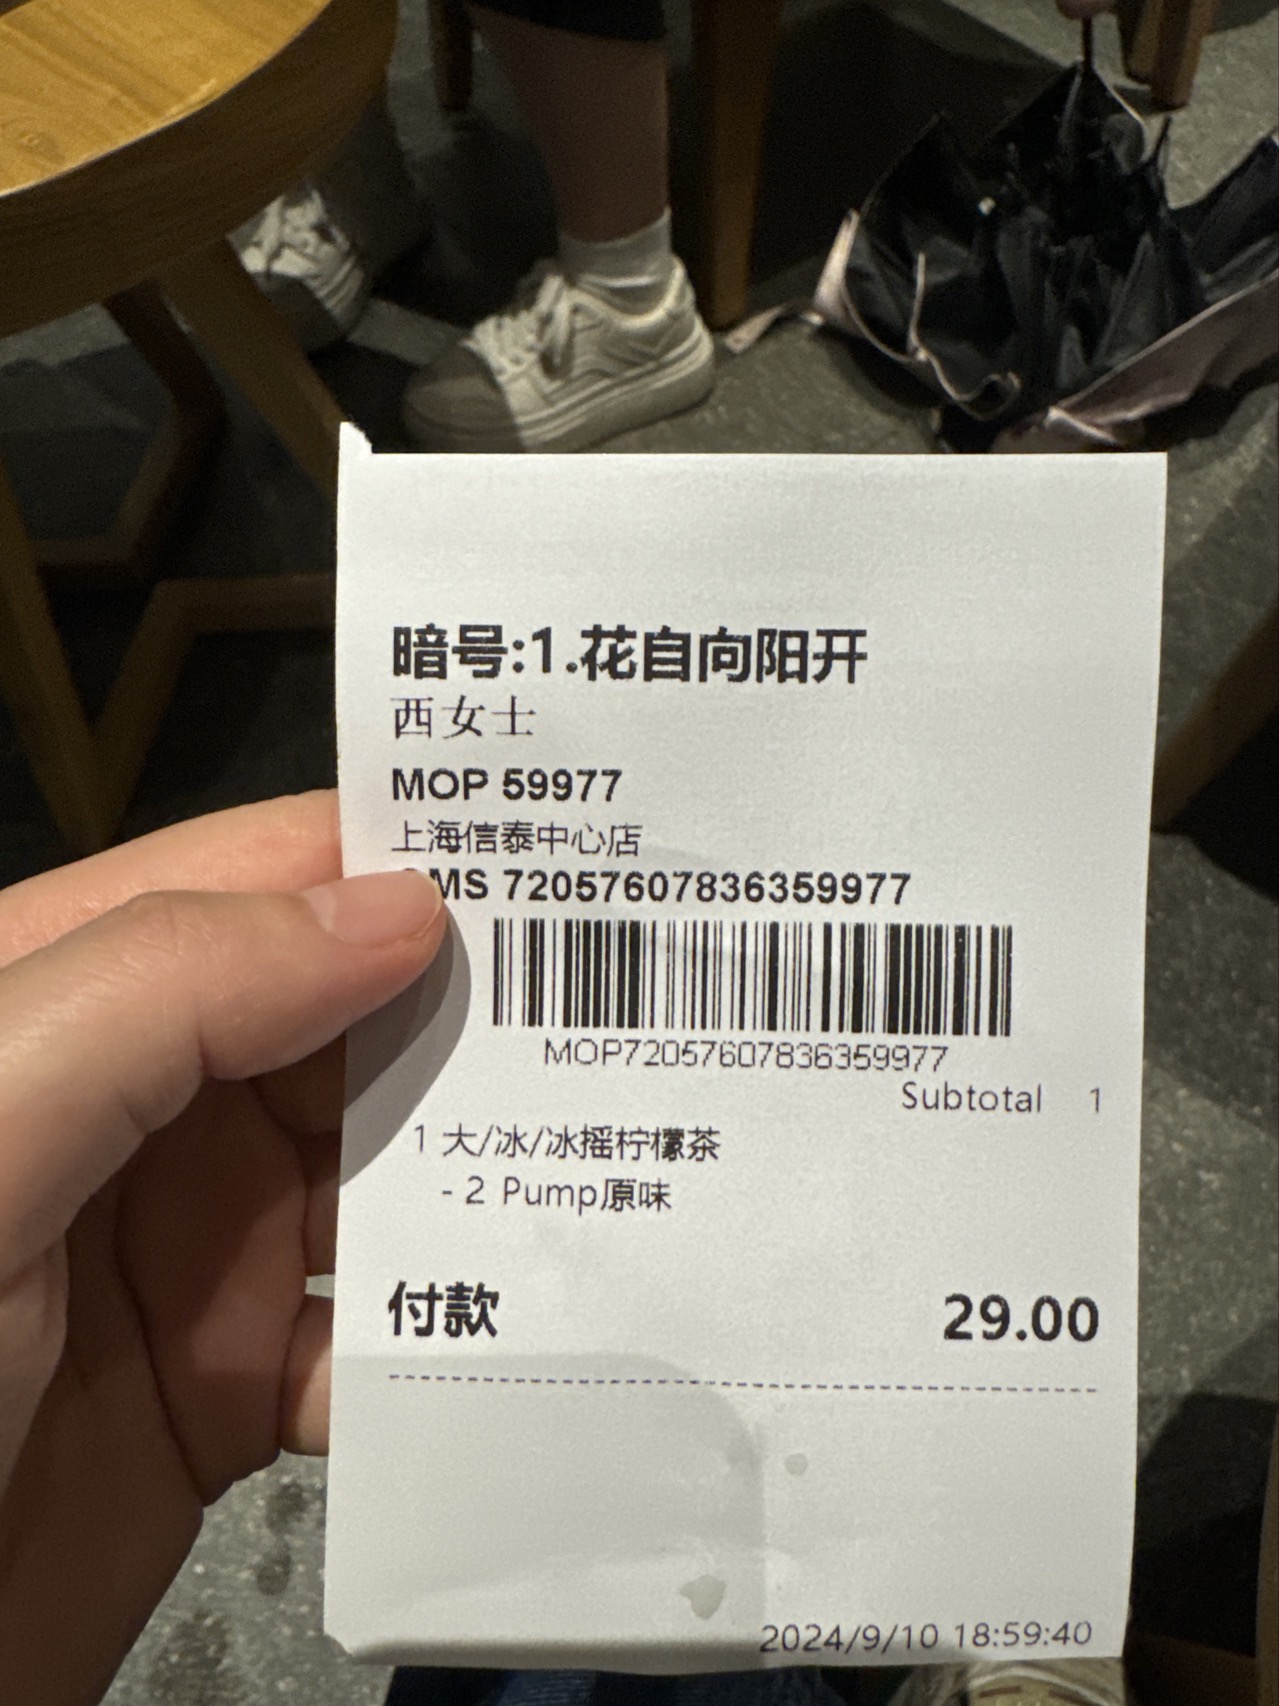 暗号:1.花自向阳开
西女士
MOP 59977
上海信泰中心店
MS 72057607836359977
MOP72057607836359977
Subtotal 1
1 大/冰/冰摇柠檬茶
- 2 Pump原味
付款 29.00
2024/9/10 18:59:40